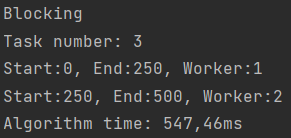 Blocking
Task number: 3
Start:0, End:250, Worker:1
Start:250, End:500, Worker:2
Algorithm time: 547,46ms